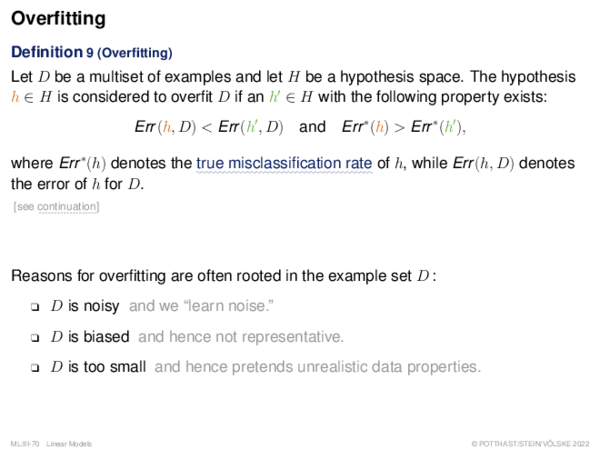 Overfitting
Definition 9 (Overfitting)
Let D be a multiset of examples and let H be a hypothesis space. The hypothesis
h ∈ H is considered to overfit D if an h′ ∈ H with the following property exists:
Err(h, D) < Err(h′, D) and Err*(h) > Err*(h′),
where Err*(h) denotes the true misclassification rate of h, while Err(h, D) denotes
the error of h for D.
[see continuation]
Reasons for overfitting are often rooted in the example set D:
❑ D is noisy and we “learn noise.”
❑ D is biased and hence not representative.
❑ D is too small and hence pretends unrealistic data properties.
ML:III-70 Linear Models © POTTHAST/STEIN/VÖLSKE 2022